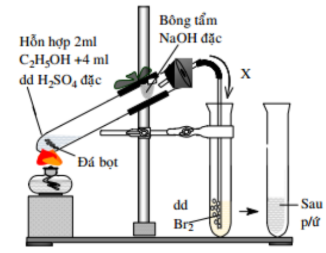 Hỗn hợp 2ml
C₂H₅OH +4 ml
dd H₂SO₄ đặc
Bông tẩm
NaOH đặc
X
Đá bọt
dd
Br₂
Sau
p/ứ